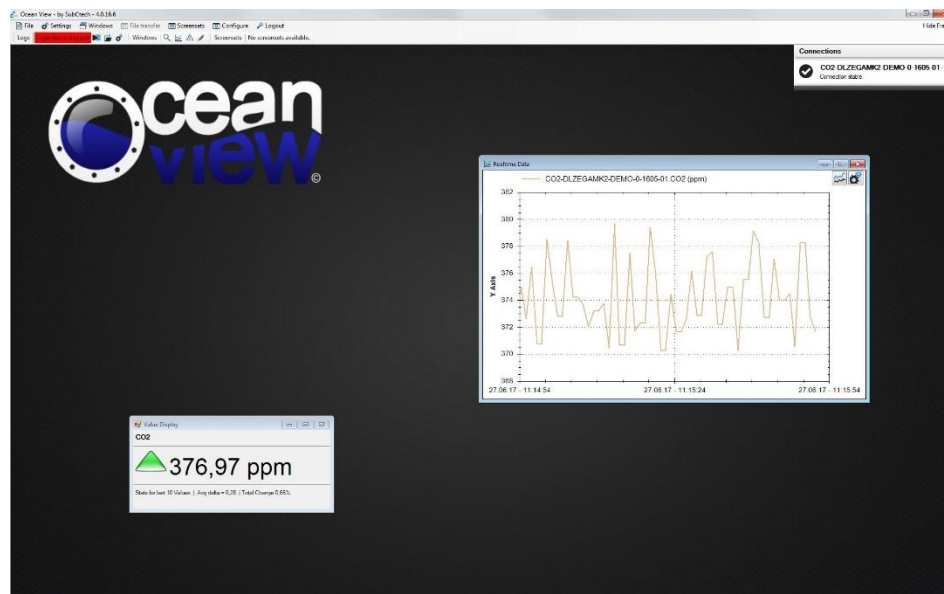 Ocean View - by SubCtech - 4.0.16.6
File Settings Windows File transfer Screensets Configure Logout
Hide Fra
Logs Windows Screensets No screensets available.
Connections
CO2-DLZEGAMK2-DEMO-0-1605-01 -
Connection stable.
Ocean
view
©
Realtime Data
CO2-DLZEGAMK2-DEMO-0-1605-01.CO2 (ppm)
382
380
378
376
374
372
370
368
Y Axis
27.06.17 - 11:14:54 27.06.17 - 11:15:24 27.06.17 - 11:15:54
Value Display
CO2
376,97 ppm
Stats for last 10 Values | Avg delta = 0,28 | Total Change 0,66%